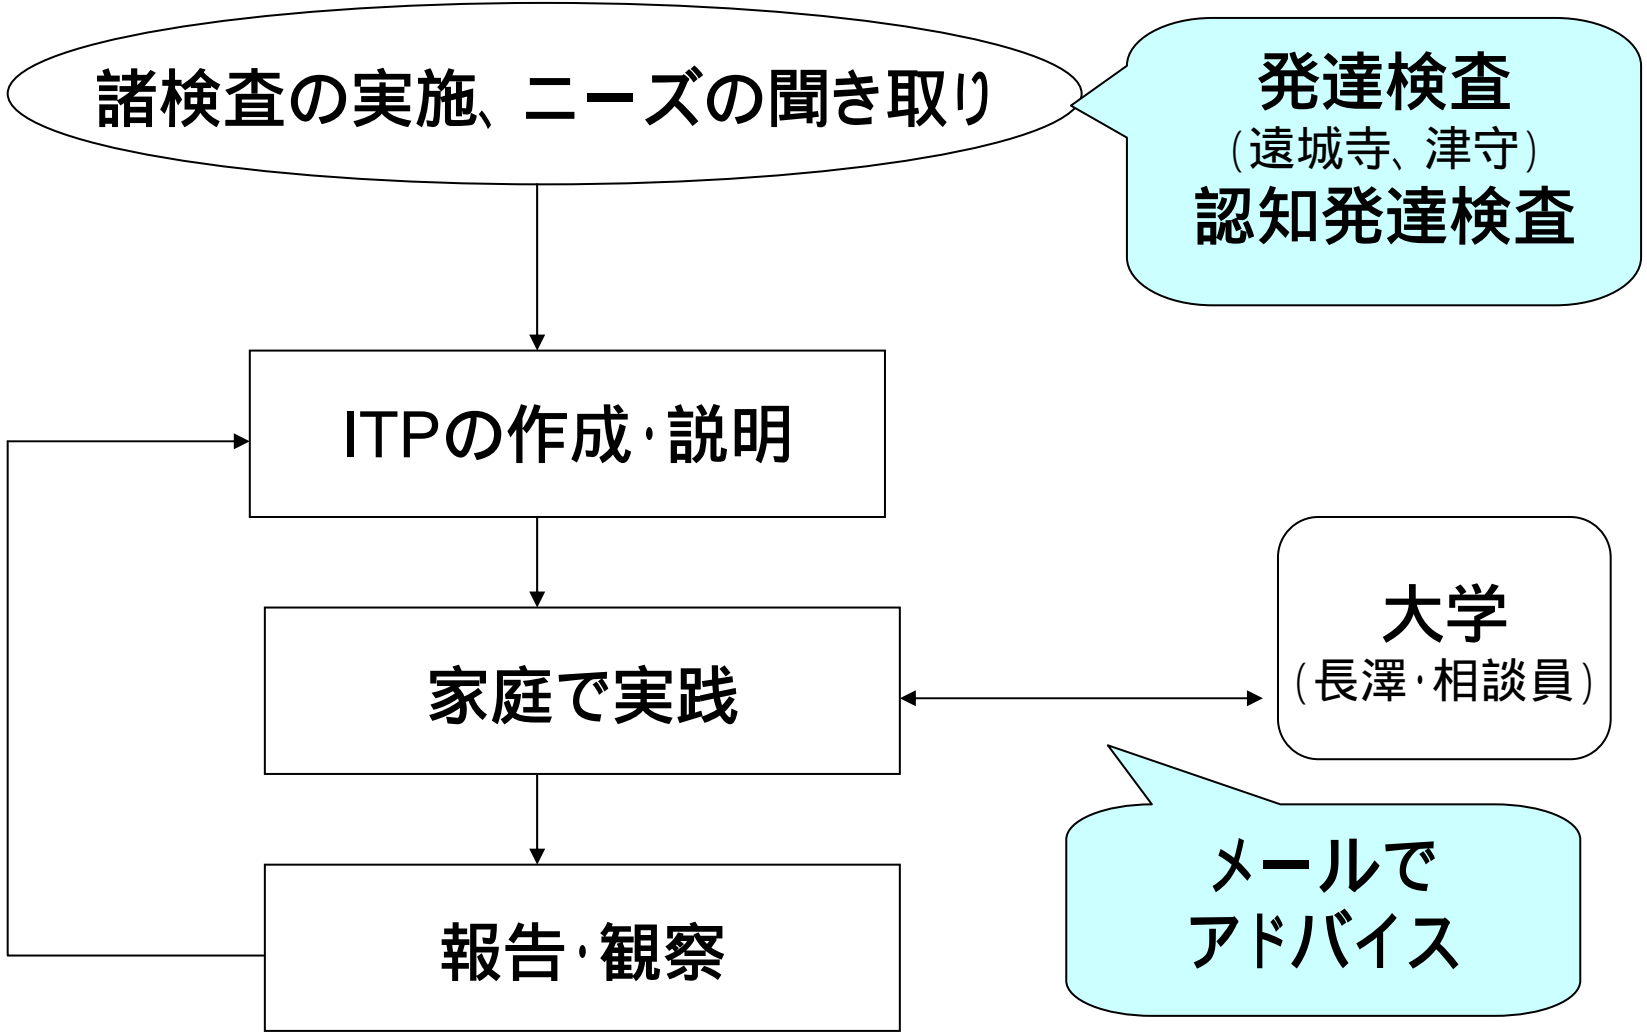 諸検査の実施、ニーズの聞き取り
発達検査
(遠城寺、津守)
認知発達検査
ITPの作成・説明
家庭で実践
大学
(長澤・相談員)
メールで
アドバイス
報告・観察